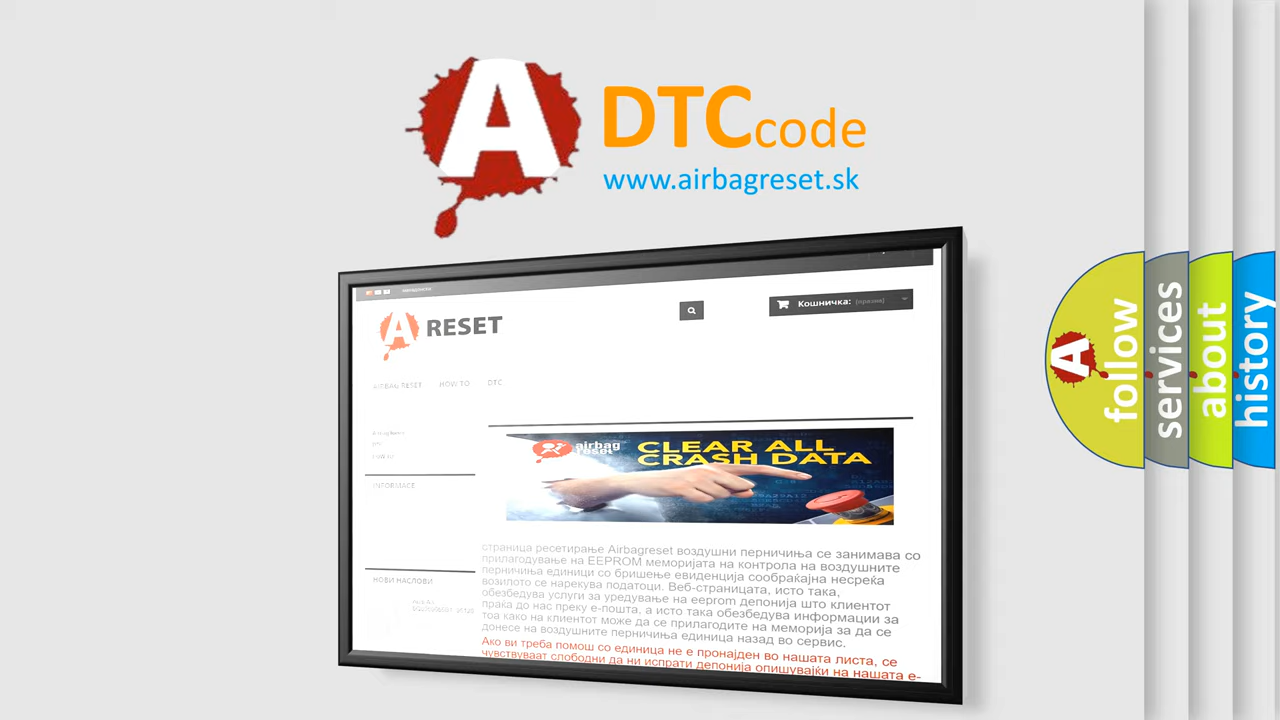 A
DTCcode
www.airbagreset.sk
A RESET
Кошничка: (празна)
AIRBAG RESET HOW TO DTC
INFORMACE
airbag
reset
CLEAR ALL
CRASH DATA
НОВИ НАСЛОВИ
страница ресетирање Airbagreset воздушни перничиња се занимава со
прилагодување на EEPROM меморијата на контрола на воздушните
перничиња единици со бришење евиденција сообраќајна несреќа
возилото се нарекува податоци. Веб-страницата, исто така,
обезбедува услуги за уредување на eeprom депонија што клиентот
праќа до нас преку е-пошта, а исто така обезбедува информации за
тоа како на клиентот може да се прилагодите на меморија за да се
донесе на воздушните перничиња единица назад во сервис.
Ако ви треба помош со единица не е пронајден во нашата листа, се
чувствуваат слободни да ни испрати депонија опишувајќи на нашата е-
A
follow
services
about
history